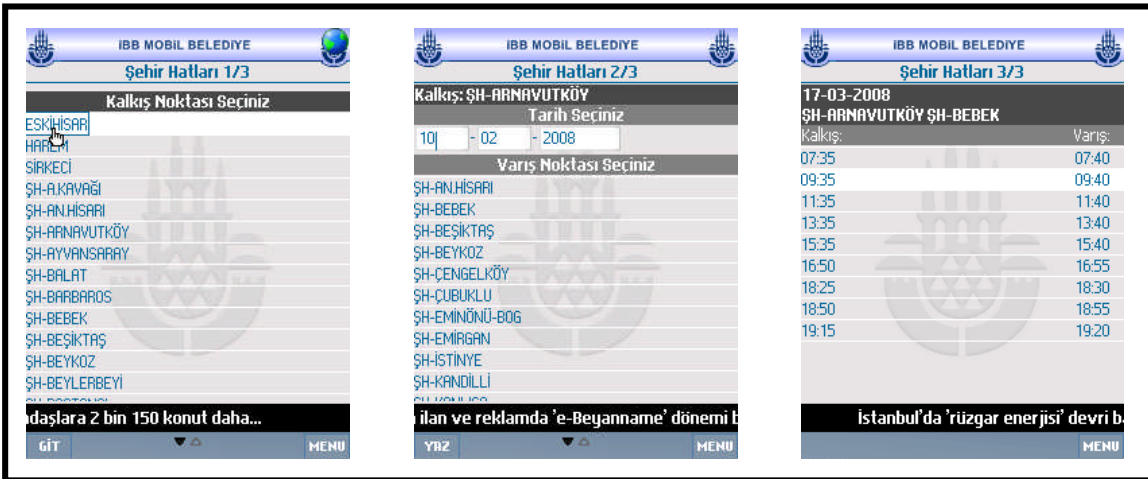 İBB MOBİL BELEDİYE
Şehir Hatları 1/3
Kalkış Noktası Seçiniz
ESKİHİSAR
HAREM
SİRKECİ
ŞH-A.KAVAĞI
ŞH-AN.HİSARI
ŞH-ARNAVUTKÖY
ŞH-AYVANSARAY
ŞH-BALAT
ŞH-BARBAROS
ŞH-BEBEK
ŞH-BEŞİKTAŞ
ŞH-BEYKOZ
ŞH-BEYLERBEYİ
daşlara 2 bin 150 konut daha...
GİT
MENU
İBB MOBİL BELEDİYE
Şehir Hatları 2/3
Kalkış: ŞH-ARNAVUTKÖY
Tarih Seçiniz
10 - 02 - 2008
Varış Noktası Seçiniz
ŞH-AN.HİSARI
ŞH-BEBEK
ŞH-BEŞİKTAŞ
ŞH-BEYKOZ
ŞH-ÇENGELKÖY
ŞH-ÇUBUKLU
ŞH-EMİNÖNÜ-BOG
ŞH-EMİRGAN
ŞH-İSTİNYE
ŞH-KANDİLLİ
ilan ve reklamda 'e-Beyanname' dönemi b
YAZ
MENU
İBB MOBİL BELEDİYE
Şehir Hatları 3/3
17-03-2008
ŞH-ARNAVUTKÖY ŞH-BEBEK
Kalkış: Varış:
07:35 07:40
09:35 09:40
11:35 11:40
13:35 13:40
15:35 15:40
16:50 16:55
18:25 18:30
18:50 18:55
19:15 19:20
İstanbul'da 'rüzgar enerjisi' devri b
MENU